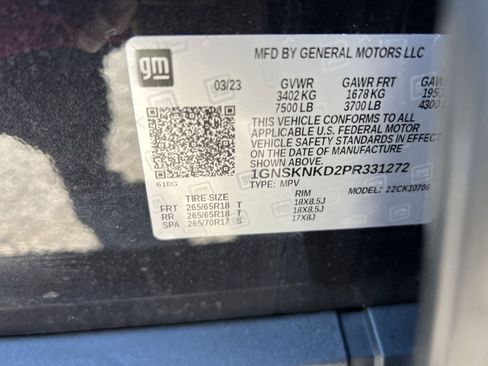 gm
MFD BY GENERAL MOTORS LLC
03/23 GVWR GAWR FRT
3402 KG 1678 KG 1950
7500 LB 3700 LB 4300
THIS VEHICLE CONFORMS TO ALL
APPLICABLE U.S. FEDERAL MOTOR
VEHICLE SAFETY STANDARDS IN EFFECT
ON THE DATE OF MANUFACTURE
SHOWN ABOVE.
1GNSKNKD2PR331272
TYPE: MPV MODEL: 22CK10706
618G
TIRE SIZE RIM
FRT 265/65R18 T 18X8.5J
RR 265/65R18 T 18X8.5J
SPA 265/70R17 S 17X8J